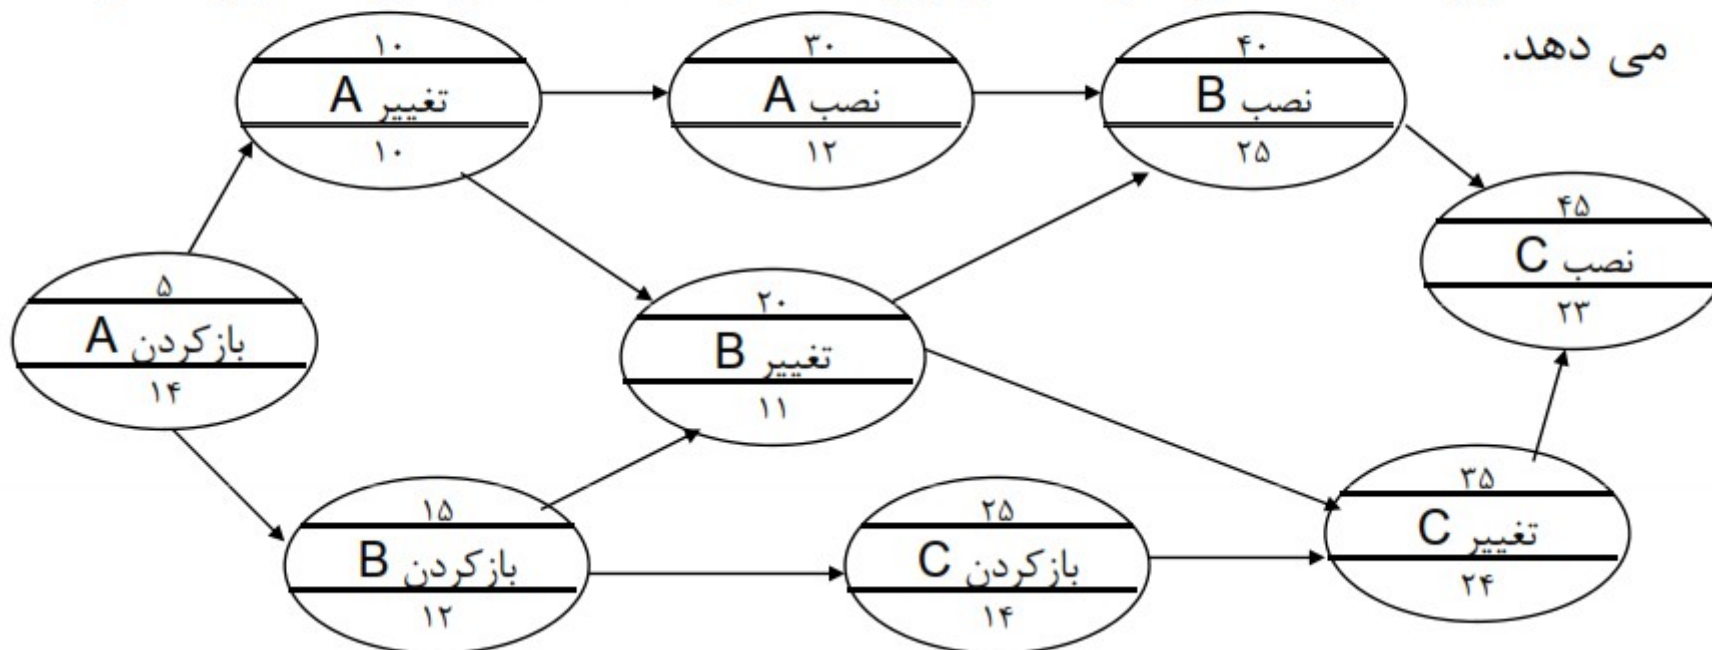 می دهد.
۱۰
تغییر A
۱۰
۳۰
نصب A
۱۲
۴۰
نصب B
۲۵
۴۵
نصب C
۲۳
۵
بازکردن A
۱۴
۲۰
تغییر B
۱۱
۱۵
بازکردن B
۱۲
۲۵
بازکردن C
۱۴
۳۵
تغییر C
۲۴